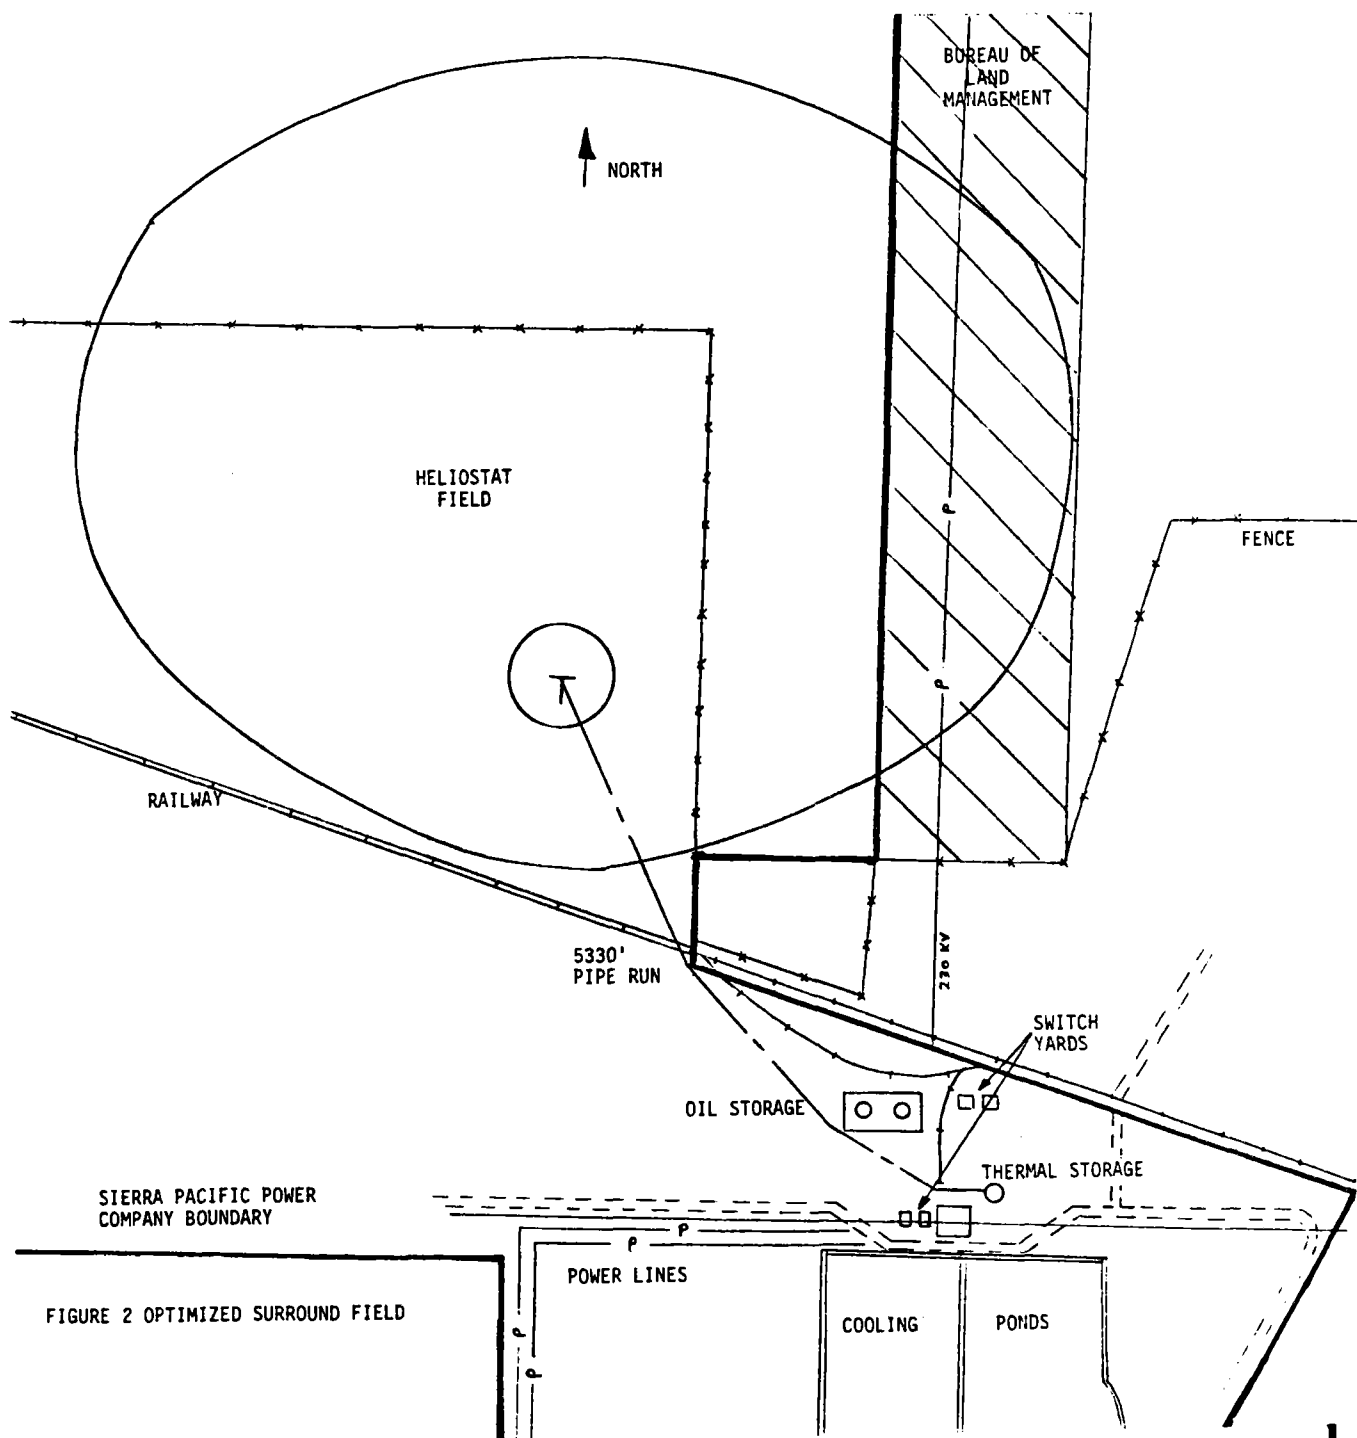 BUREAU OF
LAND
MANAGEMENT
NORTH
HELIOSTAT
FIELD
P
FENCE
P
T
RAILWAY
5330'
PIPE RUN
230 KV
SWITCH
YARDS
OIL STORAGE
THERMAL STORAGE
SIERRA PACIFIC POWER
COMPANY BOUNDARY
P
P
POWER LINES
FIGURE 2 OPTIMIZED SURROUND FIELD
COOLING
PONDS
P
P